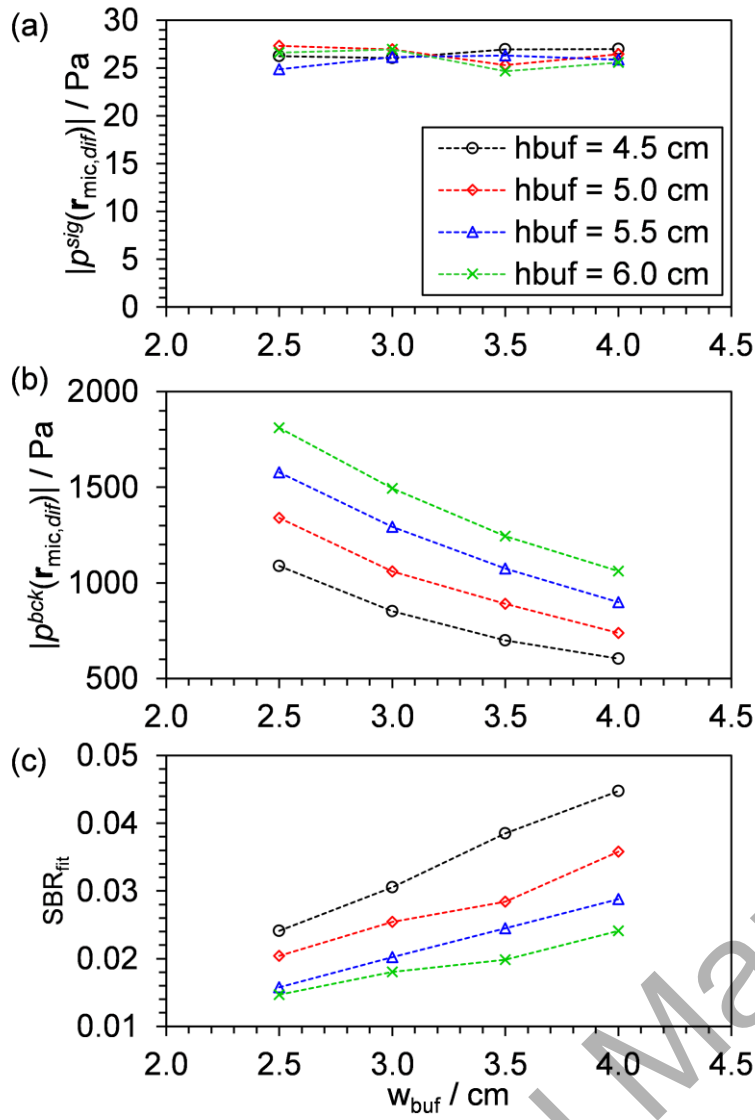 (a)
30
25
20
15
10
5
0
|p^sig(r_mic,dif)| / Pa
hbuf = 4.5 cm
hbuf = 5.0 cm
hbuf = 5.5 cm
hbuf = 6.0 cm
2.0 2.5 3.0 3.5 4.0 4.5
(b)
2000
1500
1000
500
|p^bck(r_mic,dif)| / Pa
2.0 2.5 3.0 3.5 4.0 4.5
(c)
0.05
0.04
0.03
0.02
0.01
SBR_fit
2.0 2.5 3.0 3.5 4.0 4.5
w_buf / cm